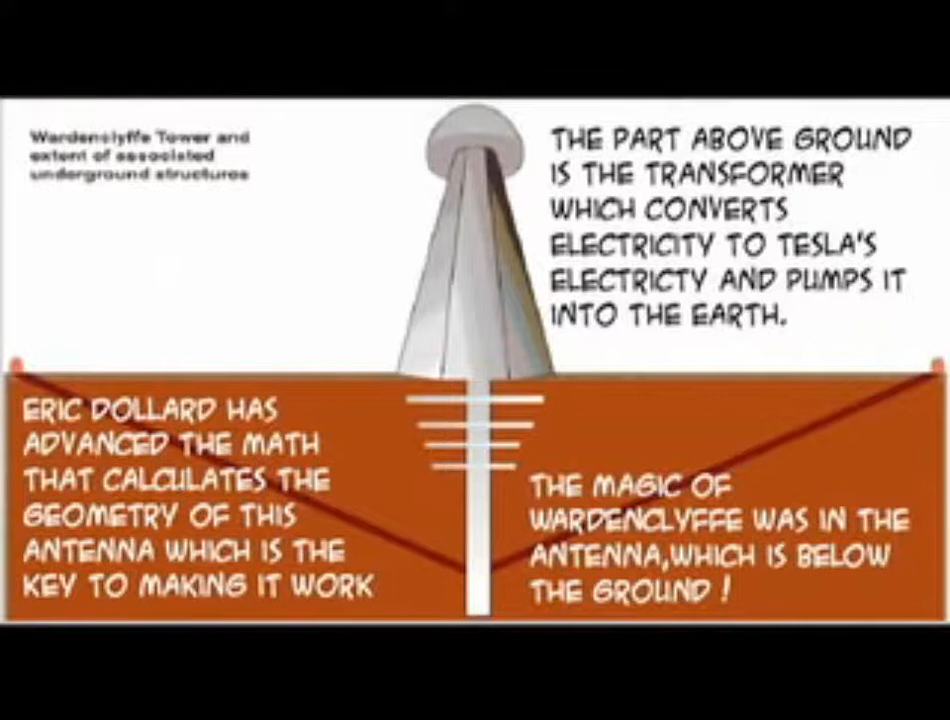 Wardenclyffe Tower and
extent of associated
underground structures
THE PART ABOVE GROUND
IS THE TRANSFORMER
WHICH CONVERTS
ELECTRICITY TO TESLA'S
ELECTRICTY AND PUMPS IT
INTO THE EARTH.
ERIC DOLLARD HAS
ADVANCED THE MATH
THAT CALCULATES THE
GEOMETRY OF THIS
ANTENNA WHICH IS THE
KEY TO MAKING IT WORK
THE MAGIC OF
WARDENCLYFFE WAS IN THE
ANTENNA,WHICH IS BELOW
THE GROUND !